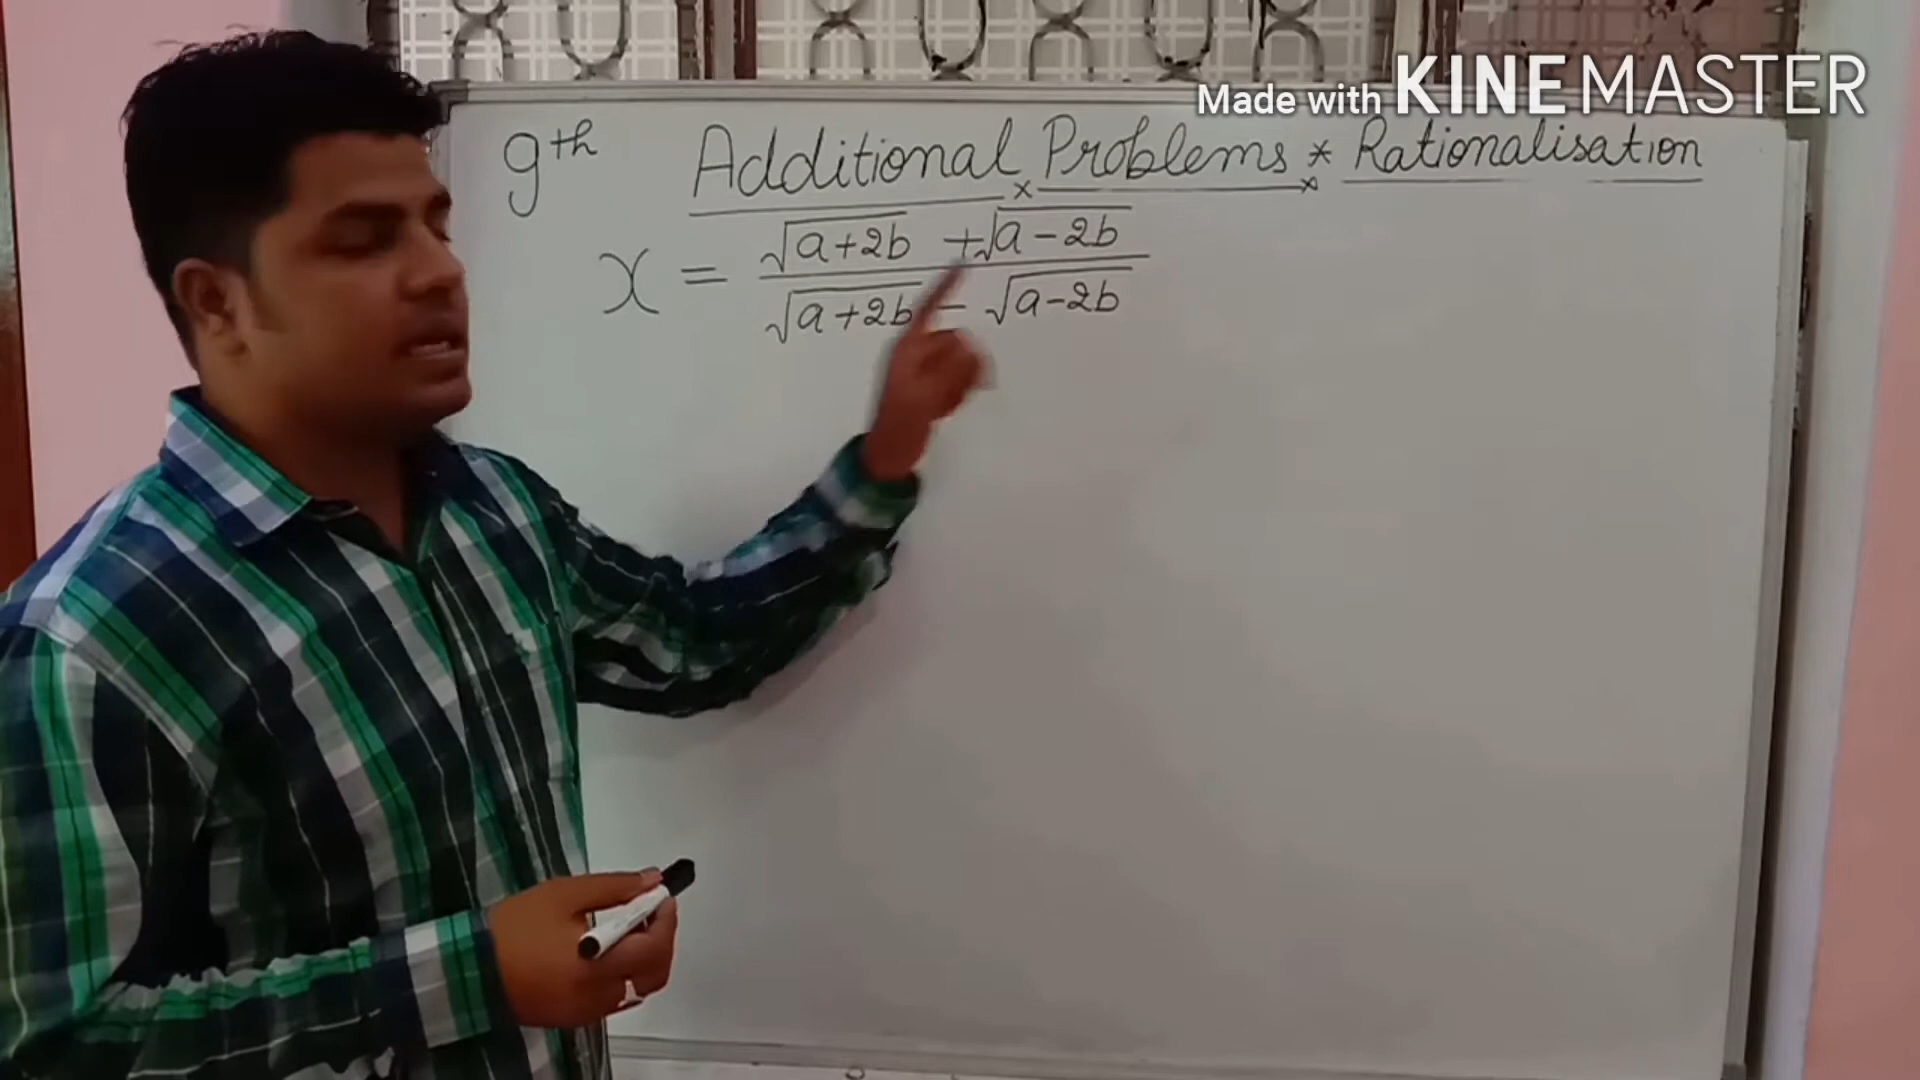 Made with KINEMASTER
9th Additional Problems * Rationalisation
x = (√(a+2b) + √(a-2b)) / (√(a+2b) - √(a-2b))